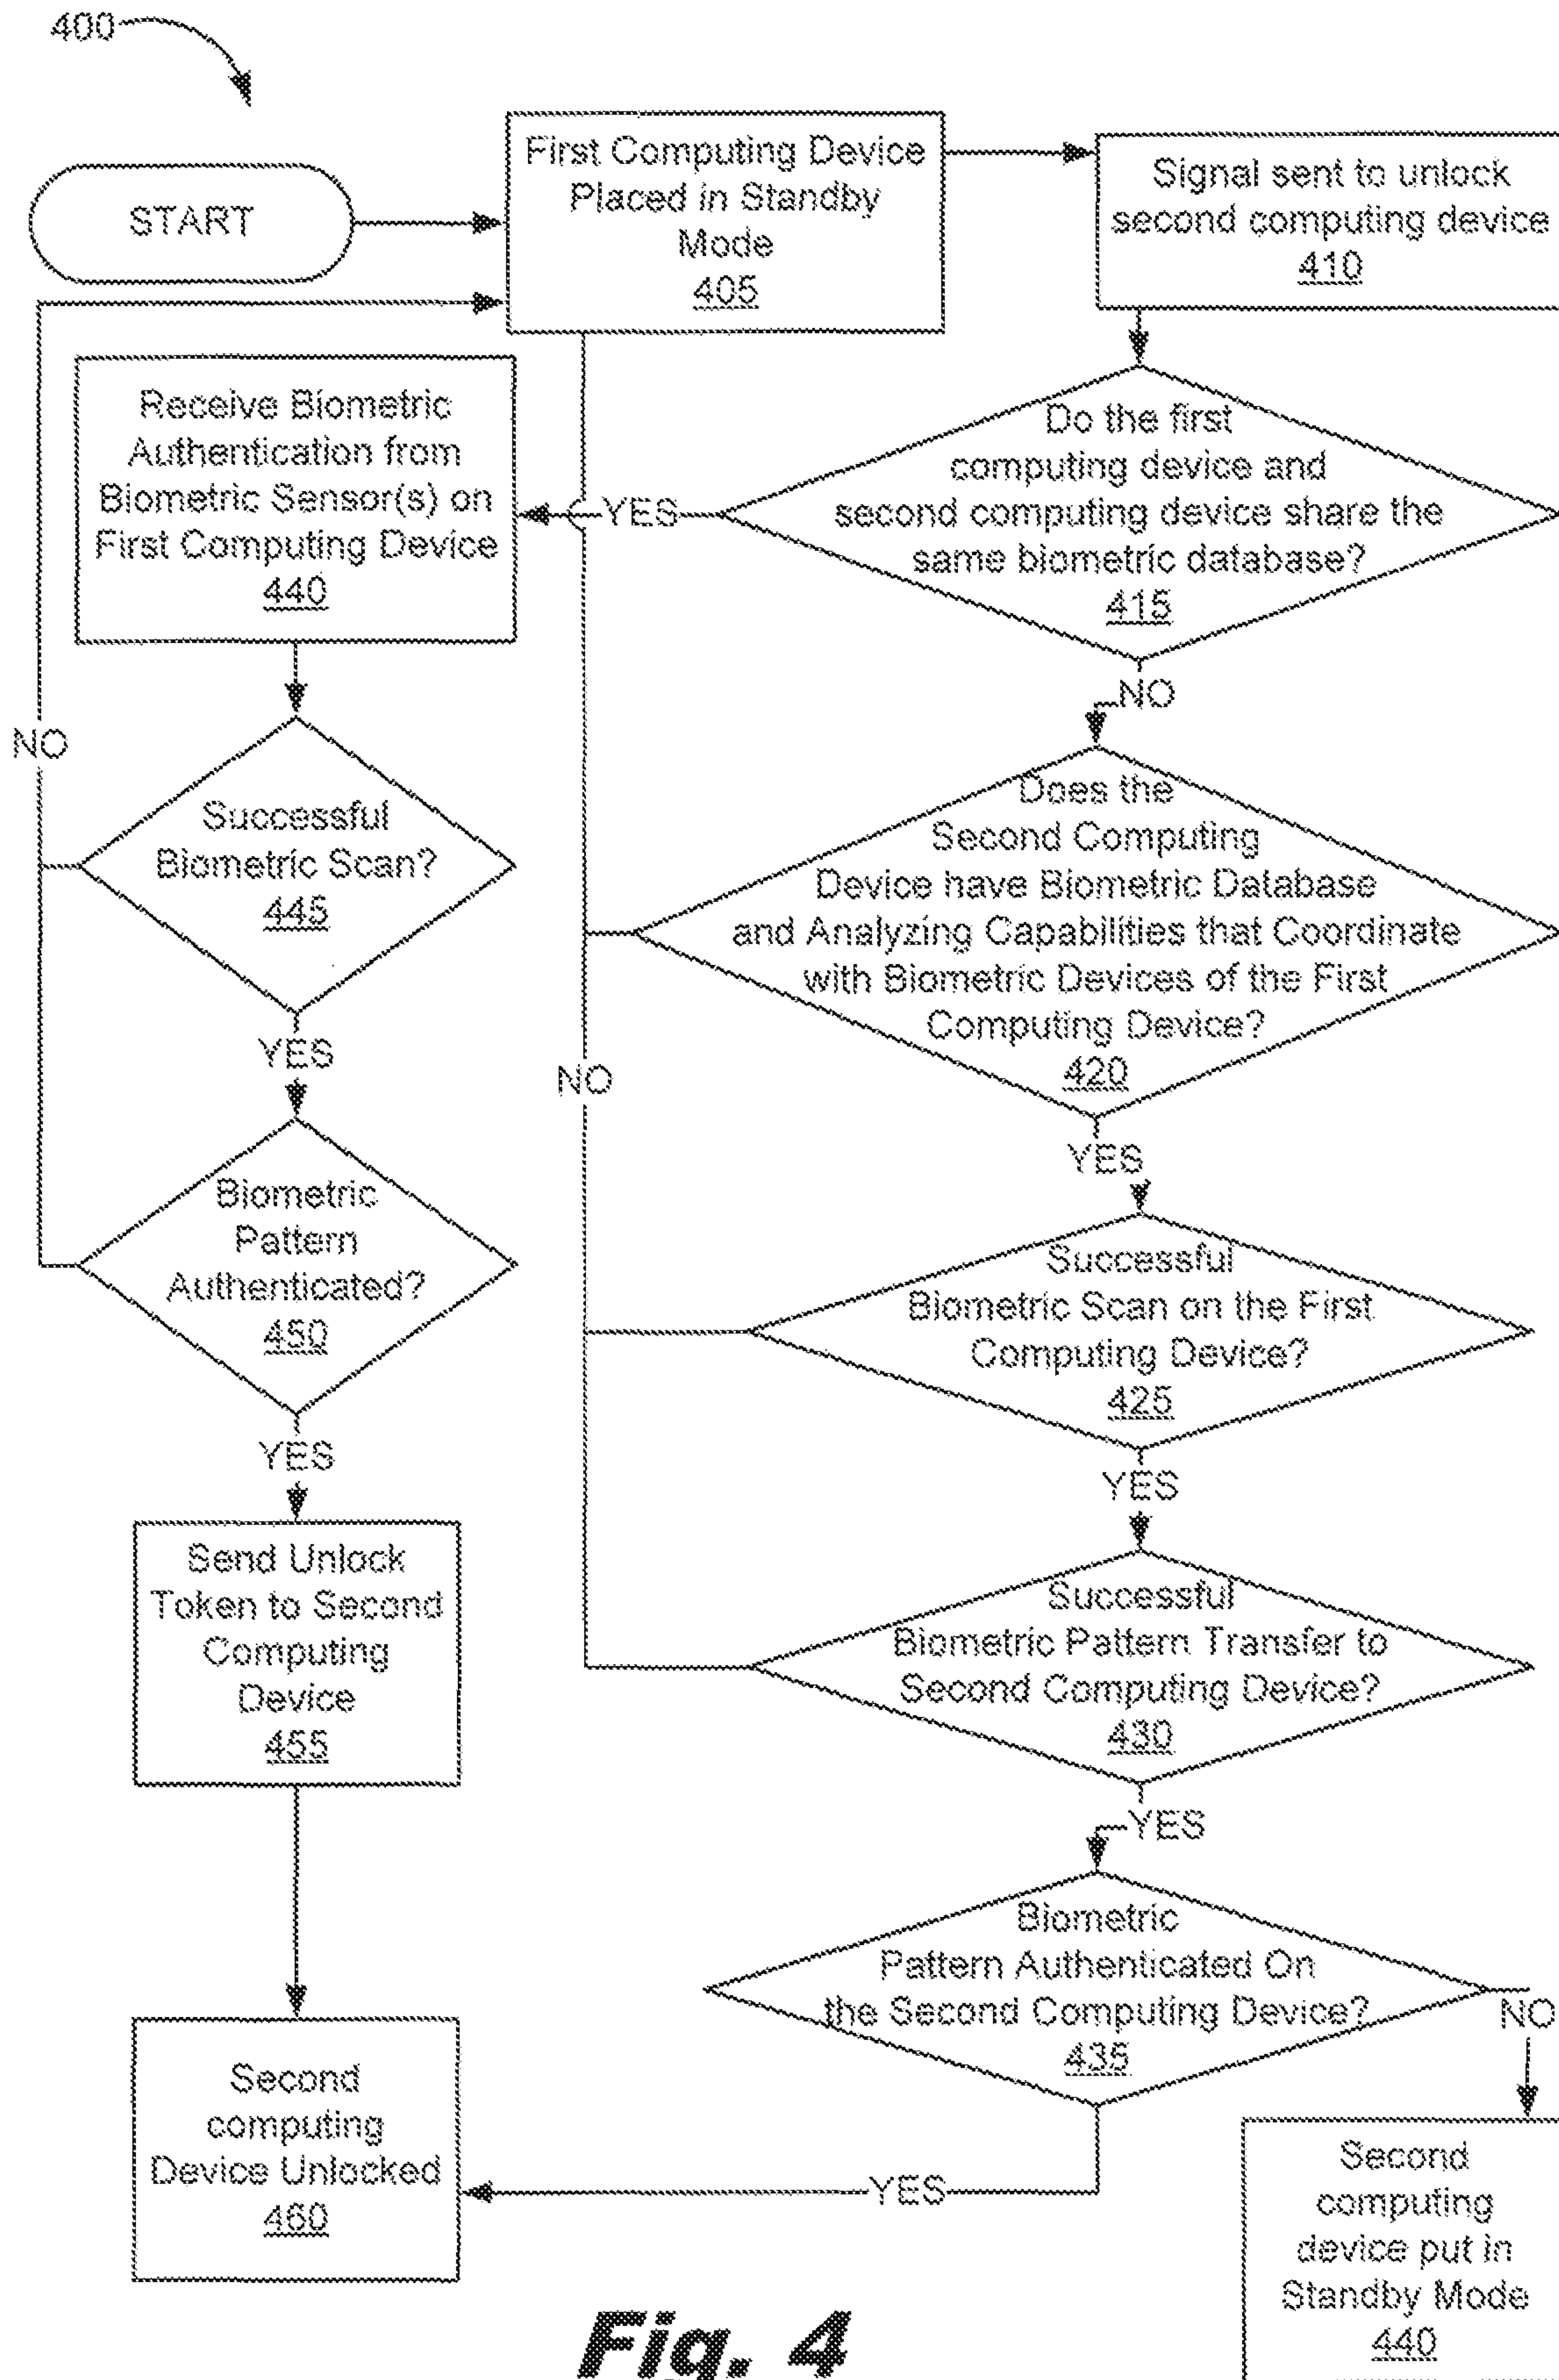 400
START
First Computing Device
Placed in Standby
Mode
405
Signal sent to unlock
second computing device
410
Do the first
computing device and
second computing device share the
same biometric database?
415
YES
NO
Receive Biometric
Authentication from
Biometric Sensor(s) on
First Computing Device
440
NO
Successful
Biometric Scan?
445
YES
Biometric
Pattern
Authenticated?
450
YES
Send Unlock
Token to Second
Computing
Device
455
Second
computing
Device Unlocked
460
Does the
Second Computing
Device have Biometric Database
and Analyzing Capabilities that Coordinate
with Biometric Devices of the First
Computing Device?
420
NO
YES
Successful
Biometric Scan on the First
Computing Device?
425
YES
Successful
Biometric Pattern Transfer to
Second Computing Device?
430
YES
Biometric
Pattern Authenticated On
the Second Computing Device?
435
NO
YES
Second
computing
device put in
Standby Mode
440
Fig. 4